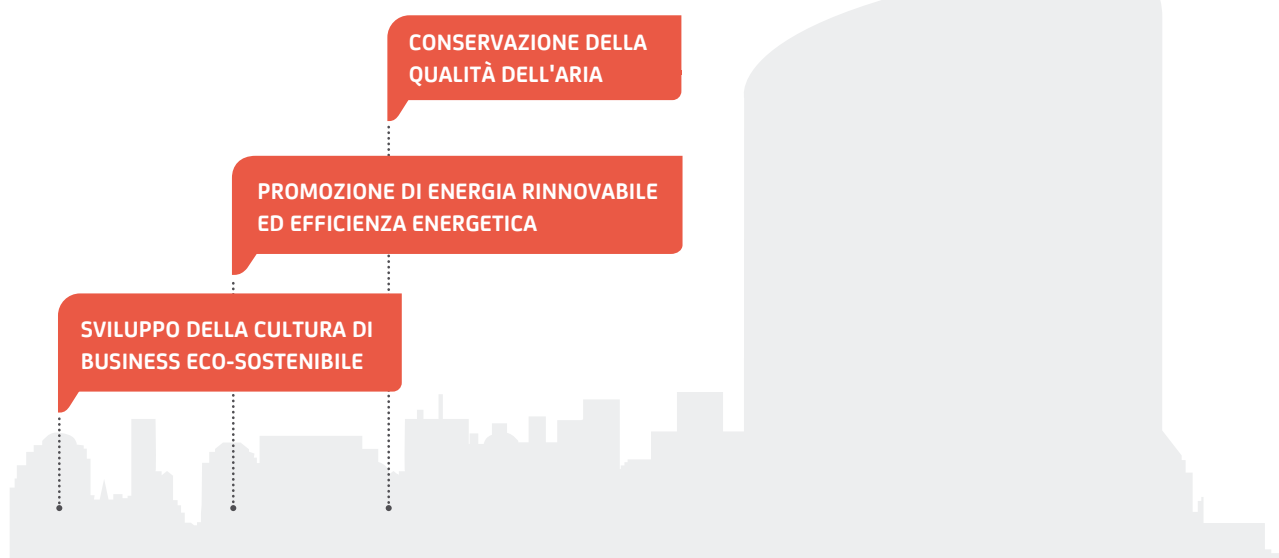 CONSERVAZIONE DELLA
QUALITÀ DELL'ARIA
PROMOZIONE DI ENERGIA RINNOVABILE
ED EFFICIENZA ENERGETICA
SVILUPPO DELLA CULTURA DI
BUSINESS ECO-SOSTENIBILE